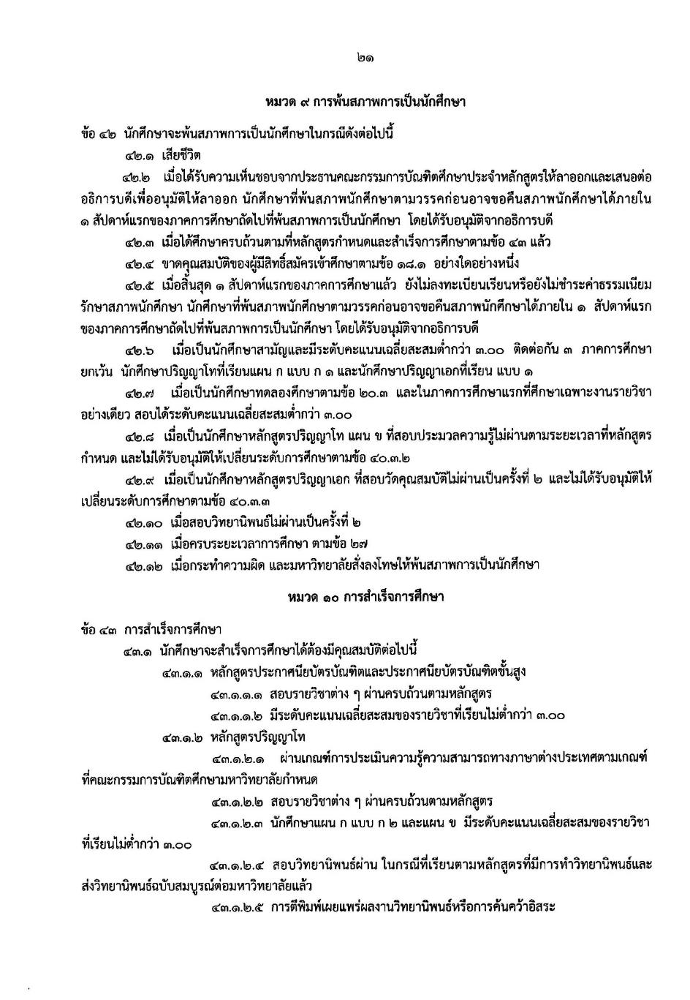 ๒๑
หมวด ๙ การพ้นสภาพการเป็นนักศึกษา
ข้อ ๔๒ นักศึกษาจะพ้นสภาพการเป็นนักศึกษาในกรณีดังต่อไปนี้
๔๒.๑ เสียชีวิต
๔๒.๒ เมื่อได้รับความเห็นชอบจากประธานคณะกรรมการบัณฑิตศึกษาประจำหลักสูตรให้ลาออกและเสนอต่อ
อธิการบดีเพื่ออนุมัติให้ลาออก นักศึกษาที่พ้นสภาพนักศึกษาตามวรรคก่อนอาจขอคืนสภาพนักศึกษาได้ภายใน
๑ สัปดาห์แรกของภาคการศึกษาถัดไปที่พ้นสภาพการเป็นนักศึกษา โดยได้รับอนุมัติจากอธิการบดี
๔๒.๓ เมื่อได้ศึกษาครบถ้วนตามที่หลักสูตรกำหนดและสำเร็จการศึกษาตามข้อ ๔๓ แล้ว
๔๒.๔ ขาดคุณสมบัติของผู้มีสิทธิ์สมัครเข้าศึกษาตามข้อ ๑๘.๑ อย่างใดอย่างหนึ่ง
๔๒.๕ เมื่อสิ้นสุด ๑ สัปดาห์แรกของภาคการศึกษาแล้ว ยังไม่ลงทะเบียนเรียนหรือยังไม่ชำระค่าธรรมเนียม
รักษาสภาพนักศึกษา นักศึกษาที่พ้นสภาพนักศึกษาตามวรรคก่อนอาจขอคืนสภาพนักศึกษาได้ภายใน ๑ สัปดาห์แรก
ของภาคการศึกษาถัดไปที่พ้นสภาพการเป็นนักศึกษา โดยได้รับอนุมัติจากอธิการบดี
๔๒.๖ เมื่อเป็นนักศึกษาสามัญและมีระดับคะแนนเฉลี่ยสะสมต่ำกว่า ๓.๐๐ ติดต่อกัน ๓ ภาคการศึกษา
ยกเว้น นักศึกษาปริญญาโทที่เรียนแผน ก แบบ ก ๑ และนักศึกษาปริญญาเอกที่เรียน แบบ ๑
๔๒.๗ เมื่อเป็นนักศึกษาทดลองศึกษาตามข้อ ๒๐.๓ และในภาคการศึกษาแรกที่ศึกษาเฉพาะงานรายวิชา
อย่างเดียว สอบได้ระดับคะแนนเฉลี่ยสะสมต่ำกว่า ๓.๐๐
๔๒.๘ เมื่อเป็นนักศึกษาหลักสูตรปริญญาโท แผน ข ที่สอบประมวลความรู้ไม่ผ่านตามระยะเวลาที่หลักสูตร
กำหนด และไม่ได้รับอนุมัติให้เปลี่ยนระดับการศึกษาตามข้อ ๔๐.๓.๒
๔๒.๙ เมื่อเป็นนักศึกษาหลักสูตรปริญญาเอก ที่สอบวัดคุณสมบัติไม่ผ่านเป็นครั้งที่ ๒ และไม่ได้รับอนุมัติให้
เปลี่ยนระดับการศึกษาตามข้อ ๔๐.๓.๓
๔๒.๑๐ เมื่อสอบวิทยานิพนธ์ไม่ผ่านเป็นครั้งที่ ๒
๔๒.๑๑ เมื่อครบระยะเวลาการศึกษา ตามข้อ ๒๗
๔๒.๑๒ เมื่อกระทำความผิด และมหาวิทยาลัยสั่งลงโทษให้พ้นสภาพการเป็นนักศึกษา
หมวด ๑๐ การสำเร็จการศึกษา
ข้อ ๔๓ การสำเร็จการศึกษา
๔๓.๑ นักศึกษาจะสำเร็จการศึกษาได้ต้องมีคุณสมบัติต่อไปนี้
๔๓.๑.๑ หลักสูตรประกาศนียบัตรบัณฑิตและประกาศนียบัตรบัณฑิตชั้นสูง
๔๓.๑.๑.๑ สอบรายวิชาต่าง ๆ ผ่านครบถ้วนตามหลักสูตร
๔๓.๑.๑.๒ มีระดับคะแนนเฉลี่ยสะสมของรายวิชาที่เรียนไม่ต่ำกว่า ๓.๐๐
๔๓.๑.๒ หลักสูตรปริญญาโท
๔๓.๑.๒.๑ ผ่านเกณฑ์การประเมินความรู้ความสามารถทางภาษาต่างประเทศตามเกณฑ์
ที่คณะกรรมการบัณฑิตศึกษามหาวิทยาลัยกำหนด
๔๓.๑.๒.๒ สอบรายวิชาต่าง ๆ ผ่านครบถ้วนตามหลักสูตร
๔๓.๑.๒.๓ นักศึกษาแผน ก แบบ ก ๒ และแผน ข มีระดับคะแนนเฉลี่ยสะสมของรายวิชา
ที่เรียนไม่ต่ำกว่า ๓.๐๐
๔๓.๑.๒.๔ สอบวิทยานิพนธ์ผ่าน ในกรณีที่เรียนตามหลักสูตรที่มีการทำวิทยานิพนธ์และ
ส่งวิทยานิพนธ์ฉบับสมบูรณ์ต่อมหาวิทยาลัยแล้ว
๔๓.๑.๒.๕ การตีพิมพ์เผยแพร่ผลงานวิทยานิพนธ์หรือการค้นคว้าอิสระ